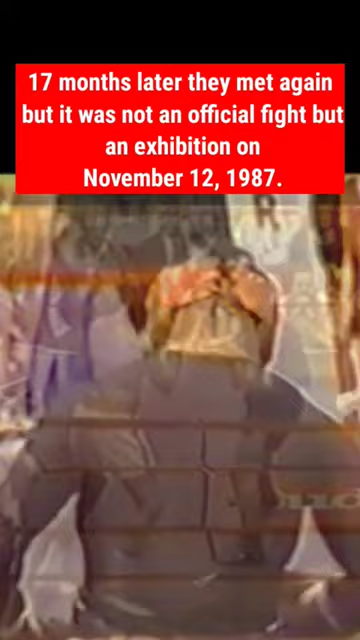 17 months later they met again
but it was not an official fight but
an exhibition on
November 12, 1987.